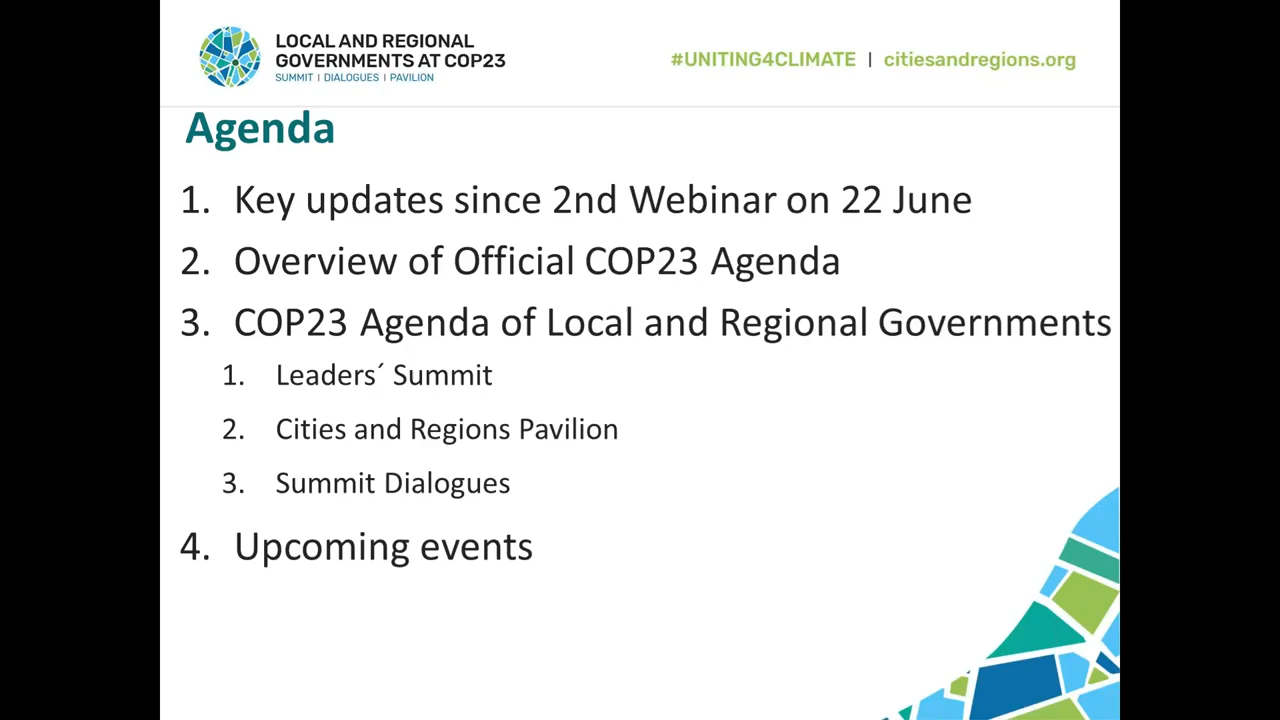 LOCAL AND REGIONAL
GOVERNMENTS AT COP23
SUMMIT | DIALOGUES | PAVILION
#UNITING4CLIMATE | citiesandregions.org
Agenda
1. Key updates since 2nd Webinar on 22 June
2. Overview of Official COP23 Agenda
3. COP23 Agenda of Local and Regional Governments
1. Leaders´ Summit
2. Cities and Regions Pavilion
3. Summit Dialogues
4. Upcoming events